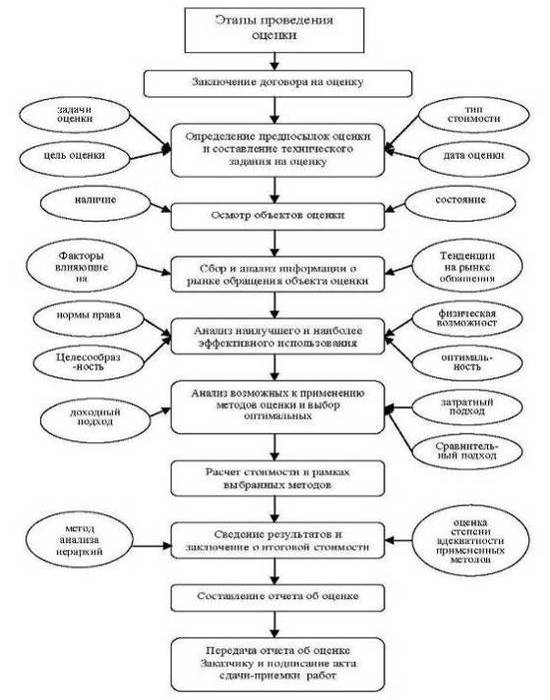 Этапы проведения
оценки
Заключение договора на оценку
задачи
оценки
тип
стоимости
Определение предпосылок оценки
и составление технического
задания на оценку
цель оценки
дата оценки
наличие
состояние
Осмотр объектов оценки
Факторы
влияющие
на
Сбор и анализ информации о
рынке обращения объекта оценки
Тенденции
на рынке
обращения
нормы права
физическая
возможност
Анализ наилучшего и наиболее
эффективного использования
Целесообраз
-ность
оптималь-
ность
Анализ возможных к применению
методов оценки и выбор
оптимальных
доходный
подход
затратный
подход
Сравнитель-
ный подход
Расчет стоимости в рамках
выбранных методов
метод
анализа
иерархий
Сведение результатов и
заключение о итоговой стоимости
оценка
степени
адекватности
примененных
методов
Составление отчета об оценке
Передача отчета об оценке
Заказчику и подписание акта
сдачи-приемки работ